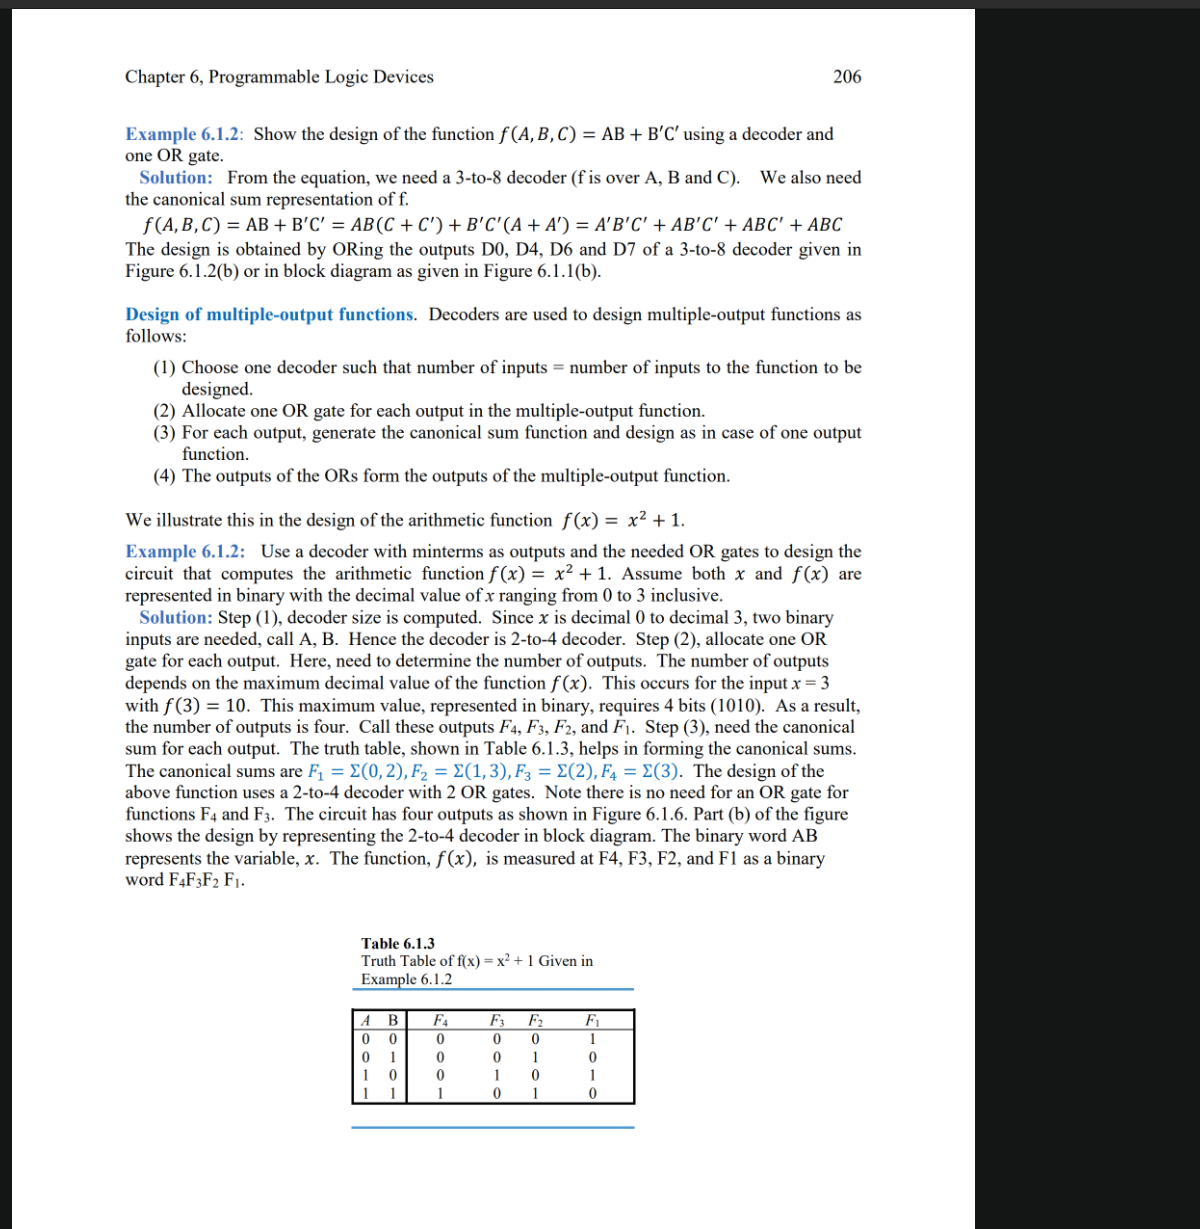 Chapter 6, Programmable Logic Devices 206
Example 6.1.2: Show the design of the function f(A, B, C) = AB + B′C′ using a decoder and
one OR gate.
Solution: From the equation, we need a 3-to-8 decoder (f is over A, B and C). We also need
the canonical sum representation of f.
f(A, B, C) = AB + B′C′ = AB(C + C′) + B′C′(A + A′) = A′B′C′ + AB′C′ + ABC′ + ABC
The design is obtained by ORing the outputs D0, D4, D6 and D7 of a 3-to-8 decoder given in
Figure 6.1.2(b) or in block diagram as given in Figure 6.1.1(b).
Design of multiple-output functions. Decoders are used to design multiple-output functions as
follows:
(1) Choose one decoder such that number of inputs = number of inputs to the function to be
designed.
(2) Allocate one OR gate for each output in the multiple-output function.
(3) For each output, generate the canonical sum function and design as in case of one output
function.
(4) The outputs of the ORs form the outputs of the multiple-output function.
We illustrate this in the design of the arithmetic function f(x) = x² + 1.
Example 6.1.2: Use a decoder with minterms as outputs and the needed OR gates to design the
circuit that computes the arithmetic function f(x) = x² + 1. Assume both x and f(x) are
represented in binary with the decimal value of x ranging from 0 to 3 inclusive.
Solution: Step (1), decoder size is computed. Since x is decimal 0 to decimal 3, two binary
inputs are needed, call A, B. Hence the decoder is 2-to-4 decoder. Step (2), allocate one OR
gate for each output. Here, need to determine the number of outputs. The number of outputs
depends on the maximum decimal value of the function f(x). This occurs for the input x = 3
with f(3) = 10. This maximum value, represented in binary, requires 4 bits (1010). As a result,
the number of outputs is four. Call these outputs F₄, F₃, F₂, and F₁. Step (3), need the canonical
sum for each output. The truth table, shown in Table 6.1.3, helps in forming the canonical sums.
The canonical sums are F₁ = Σ(0, 2), F₂ = Σ(1, 3), F₃ = Σ(2), F₄ = Σ(3). The design of the
above function uses a 2-to-4 decoder with 2 OR gates. Note there is no need for an OR gate for
functions F₄ and F₃. The circuit has four outputs as shown in Figure 6.1.6. Part (b) of the figure
shows the design by representing the 2-to-4 decoder in block diagram. The binary word AB
represents the variable, x. The function, f(x), is measured at F4, F3, F2, and F1 as a binary
word F₄F₃F₂ F₁.
Table 6.1.3
Truth Table of f(x) = x² + 1 Given in
Example 6.1.2
A B F₄ F₃ F₂ F₁
0 0 0 0 0 1
0 1 0 0 1 0
1 0 0 1 0 1
1 1 1 0 1 0